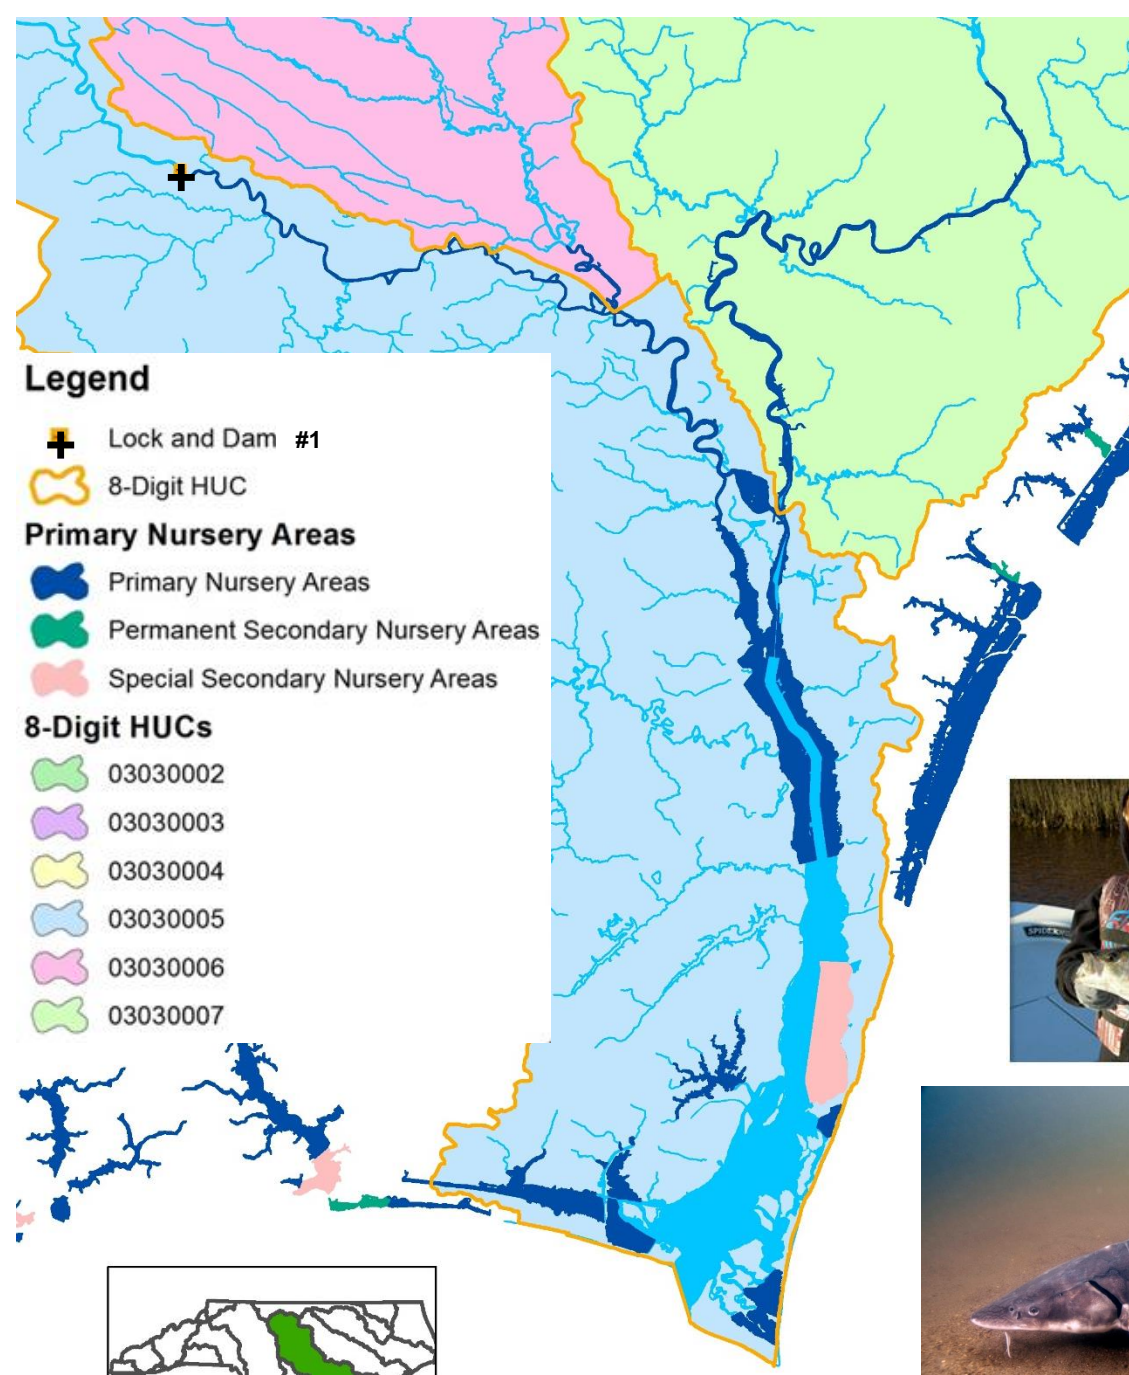 Legend
Lock and Dam #1
8-Digit HUC
Primary Nursery Areas
Primary Nursery Areas
Permanent Secondary Nursery Areas
Special Secondary Nursery Areas
8-Digit HUCs
03030002
03030003
03030004
03030005
03030006
03030007